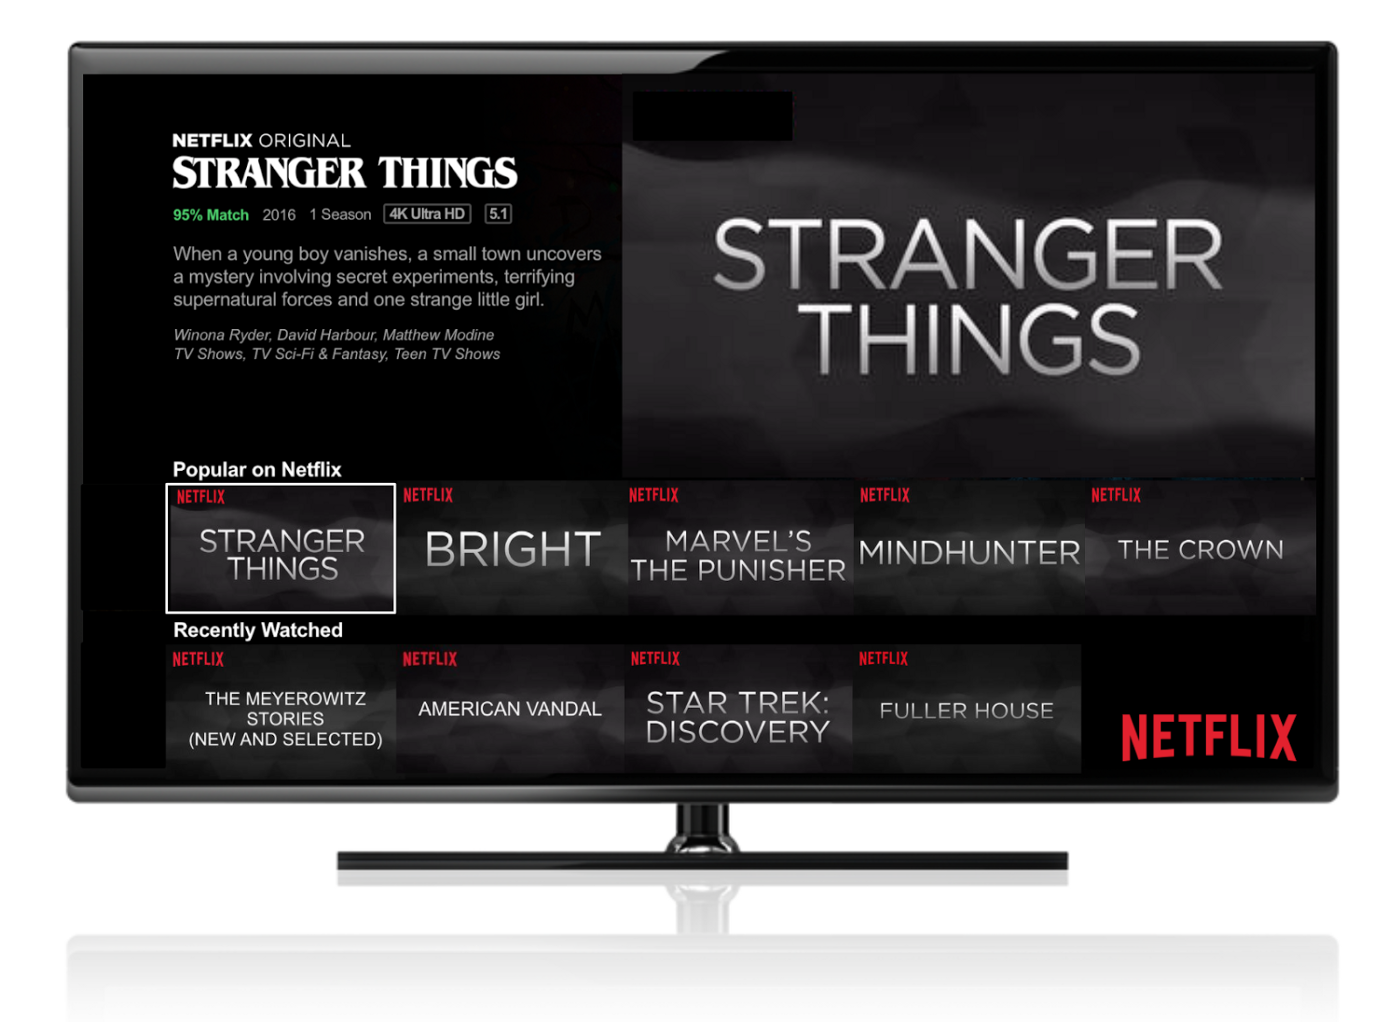 NETFLIX ORIGINAL
STRANGER THINGS
95% Match 2016 1 Season 4K Ultra HD 5.1
When a young boy vanishes, a small town uncovers
a mystery involving secret experiments, terrifying
supernatural forces and one strange little girl.
Winona Ryder, David Harbour, Matthew Modine
TV Shows, TV Sci-Fi & Fantasy, Teen TV Shows
STRANGER
THINGS
Popular on Netflix
NETFLIX
STRANGER
THINGS
NETFLIX
BRIGHT
NETFLIX
MARVEL'S
THE PUNISHER
NETFLIX
MINDHUNTER
NETFLIX
THE CROWN
Recently Watched
NETFLIX
THE MEYEROWITZ
STORIES
(NEW AND SELECTED)
NETFLIX
AMERICAN VANDAL
NETFLIX
STAR TREK:
DISCOVERY
NETFLIX
FULLER HOUSE
NETFLIX